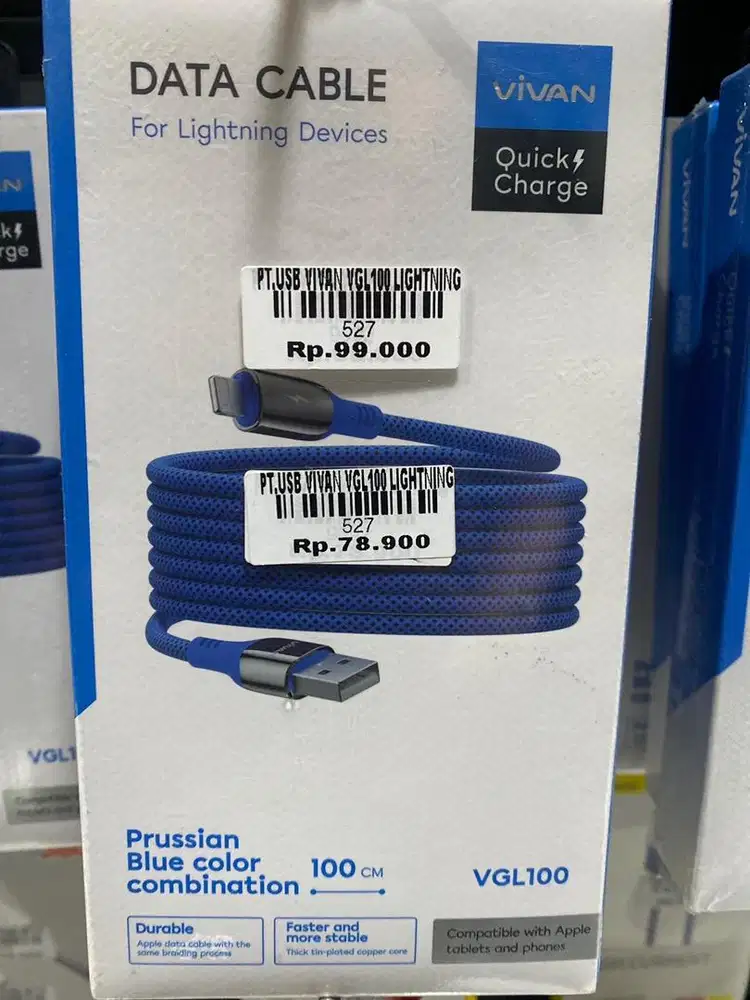 DATA CABLE
For Lightning Devices
ViVAN
Quick
Charge
PT.USB VIVAN VGL100 LIGHTNING
527
Rp.99.000
PT.USB VIVAN VGL100 LIGHTNING
527
Rp.78.900
ViVAN
Prussian
Blue color
combination
100 CM
VGL100
Durable
Apple data cable with the
same braiding process
Faster and
more stable
Thick tin-plated copper core
Compatible with Apple
tablets and phones
ViVAN
ViVAN